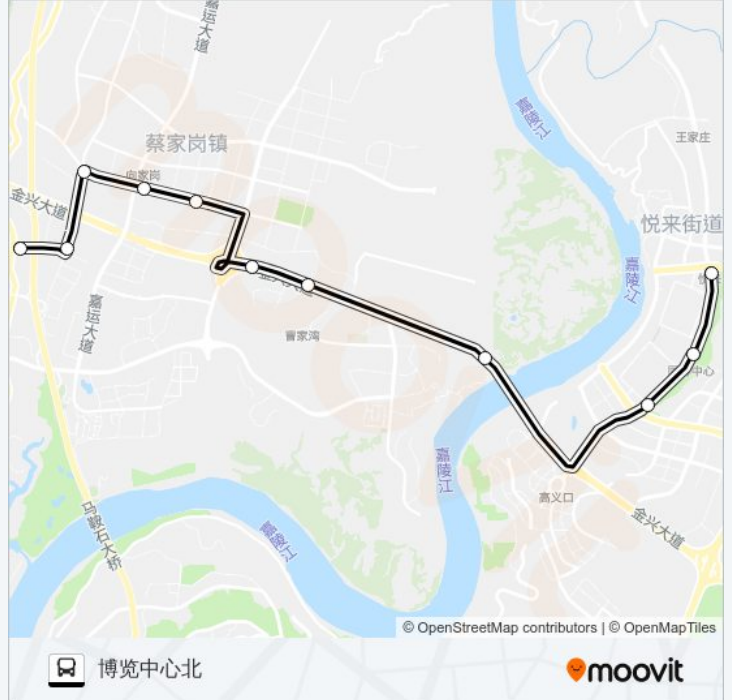 嘉运大道
嘉陵江
王家庄
蔡家岗镇
向家岗
金兴大道
悦来街道
嘉陵江
嘉运大道
曹家湾
中心
嘉陵江
高义口
金兴大道
马鞍石大桥
嘉陵江
© OpenStreetMap contributors | © OpenMapTiles
博览中心北
moovit